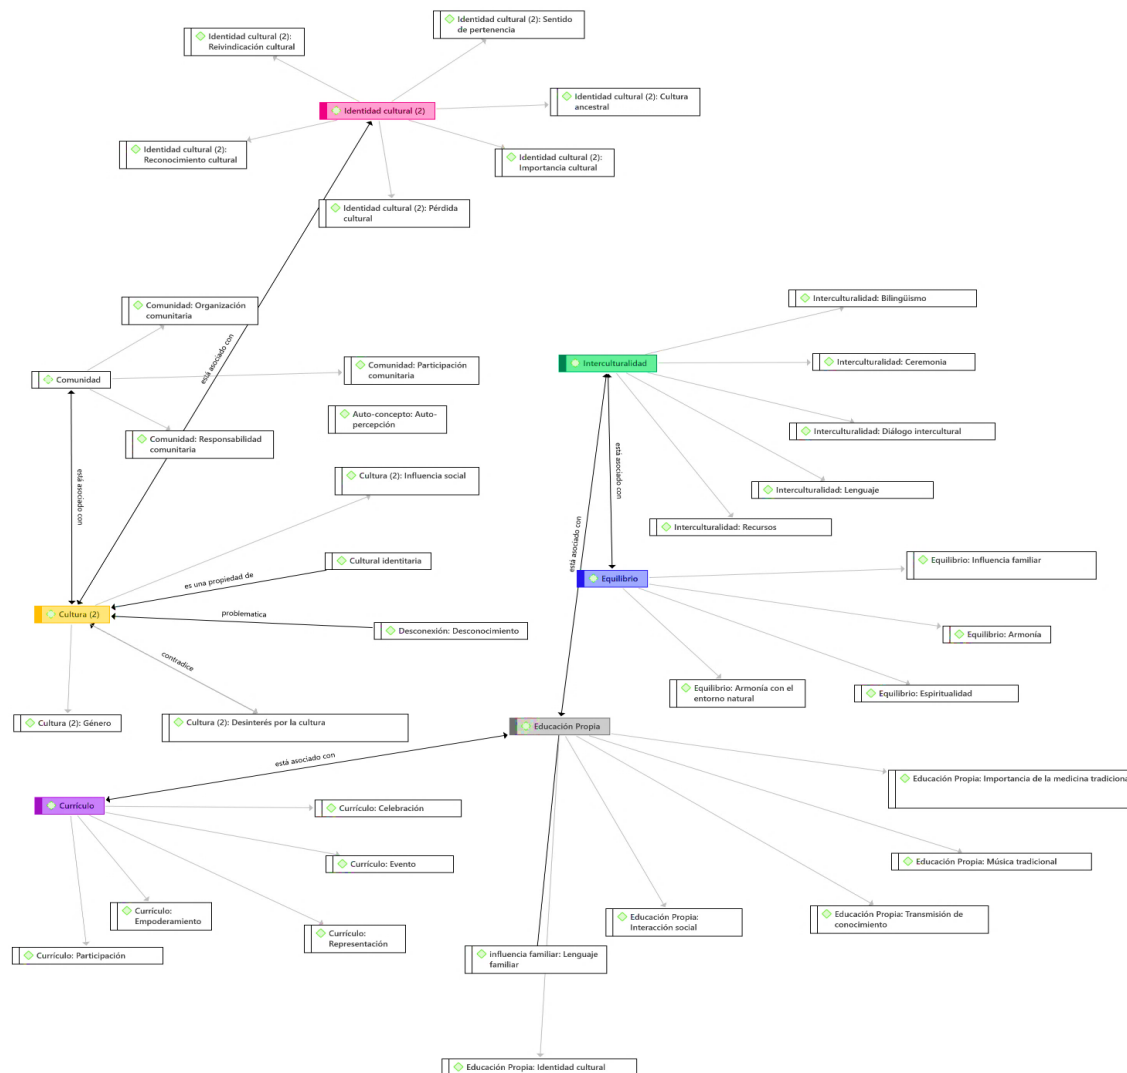 Identidad cultural (2): Sentido
de pertenencia
Identidad cultural (2):
Reivindicación cultural
Identidad cultural (2): Cultura
ancestral
Identidad cultural (2)
Identidad cultural (2):
Reconocimiento cultural
Identidad cultural (2):
Importancia cultural
Identidad cultural (2): Pérdida
cultural
Comunidad: Organización
comunitaria
está asociado con
Comunidad
Comunidad: Participación
comunitaria
Auto-concepto: Auto-
percepción
Comunidad: Responsabilidad
comunitaria
está asociado con
Cultura (2): Influencia social
Cultural identitaria
es una propiedad de
Cultura (2)
problematica
Desconexión: Desconocimiento
contradice
Cultura (2): Género
Cultura (2): Desinterés por la cultura
Interculturalidad: Bilingüismo
Interculturalidad
Interculturalidad: Ceremonia
Interculturalidad: Diálogo intercultural
está asociado con
Interculturalidad: Lenguaje
Interculturalidad: Recursos
está asociado con
Equilibrio: Influencia familiar
Equilibrio
Equilibrio: Armonía
Equilibrio: Armonía con el
entorno natural
Equilibrio: Espiritualidad
Educación Propia
está asociado con
Educación Propia: Importancia de la medicina tradiciona
Currículo
Currículo: Celebración
Currículo: Evento
Educación Propia: Música tradicional
Currículo:
Empoderamiento
Educación Propia:
Interacción social
Educación Propia: Transmisión de
conocimiento
Currículo:
Representación
Currículo: Participación
influencia familiar: Lenguaje
familiar
Educación Propia: Identidad cultural